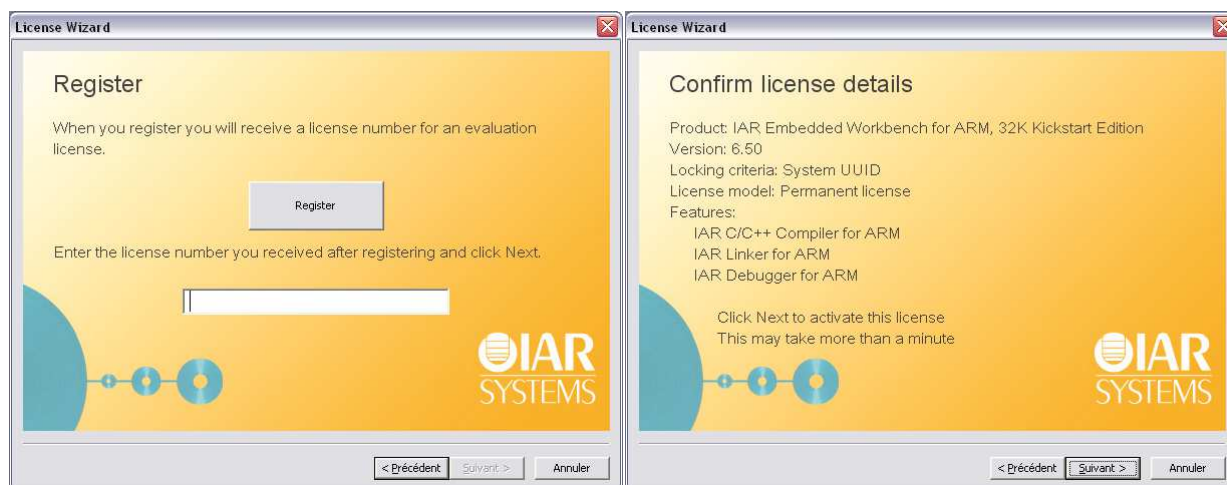 License Wizard
Register
When you register you will receive a license number for an evaluation
license.
Register
Enter the license number you received after registering and click Next.
IAR
SYSTEMS
< Précédent
Suivant >
Annuler
License Wizard
Confirm license details
Product: IAR Embedded Workbench for ARM, 32K Kickstart Edition
Version: 6.50
Locking criteria: System UUID
License model: Permanent license
Features:
IAR C/C++ Compiler for ARM
IAR Linker for ARM
IAR Debugger for ARM
Click Next to activate this license
This may take more than a minute
IAR
SYSTEMS
< Précédent
Suivant >
Annuler